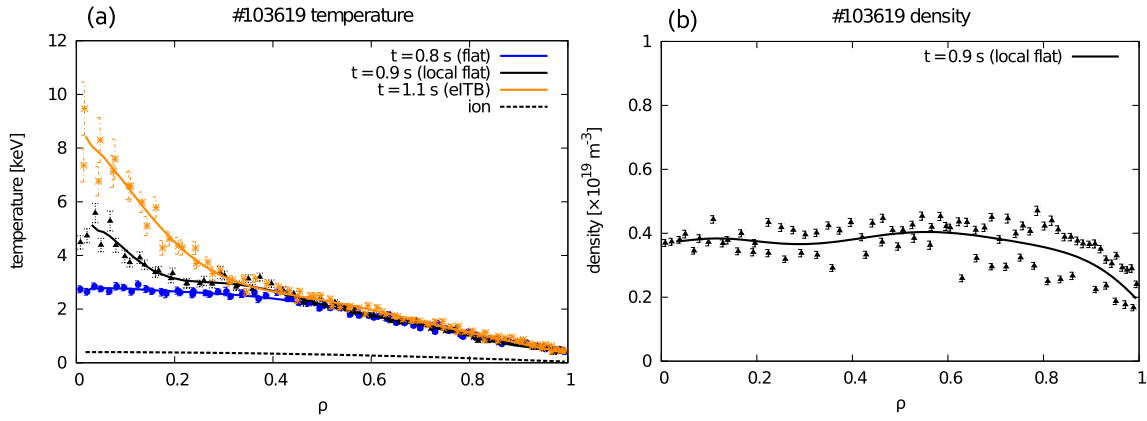 (a) #103619 temperature
t = 0.8 s (flat)
t = 0.9 s (local flat)
t = 1.1 s (eITB)
ion
temperature [keV]
12
10
8
6
4
2
0
0 0.2 0.4 0.6 0.8 1
ρ
(b) #103619 density
t = 0.9 s (local flat)
density [×10¹⁹ m⁻³]
1
0.8
0.6
0.4
0.2
0
0 0.2 0.4 0.6 0.8 1
ρ